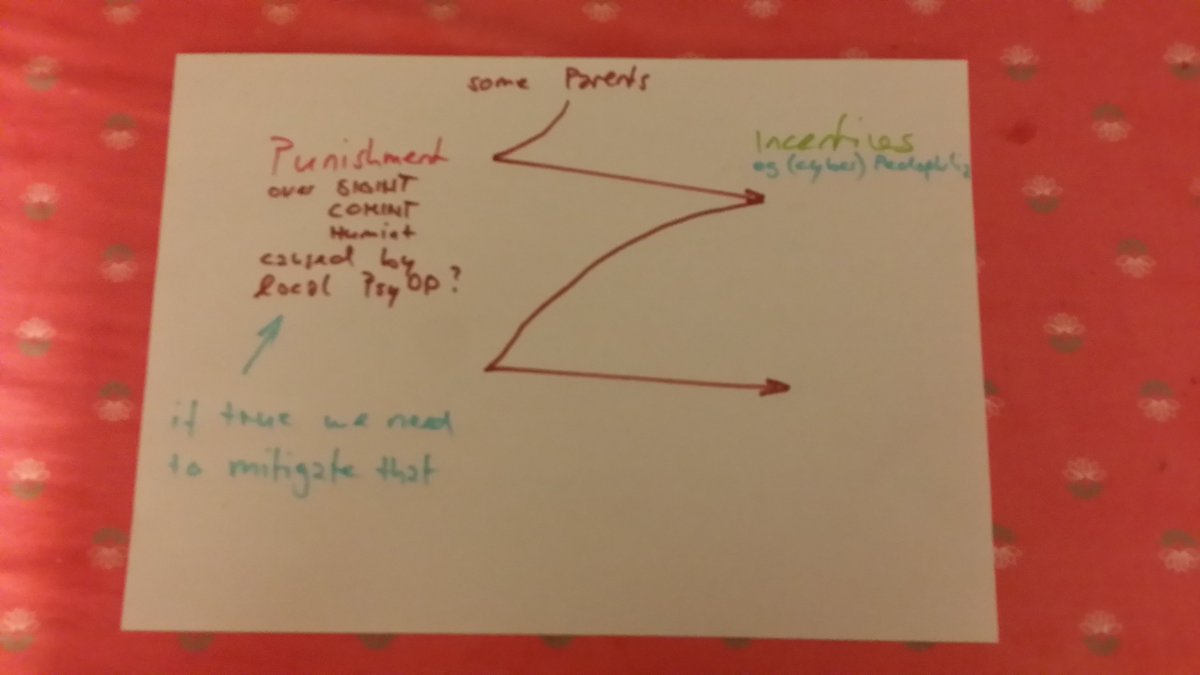 some Parents
Punishment
over SIGINT
COMINT
Humint
caused by
local PsyOP?
Incentives
eg (cyber)
if true we need
to mitigate that